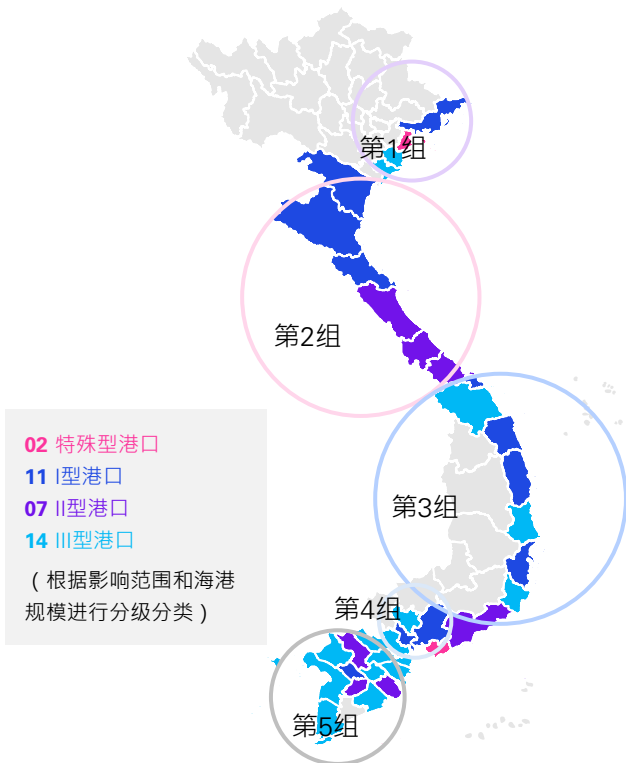 第1组
第2组
第3组
第4组
第5组
02 特殊型港口
11 I型港口
07 II型港口
14 III型港口
（根据影响范围和海港
规模进行分级分类）